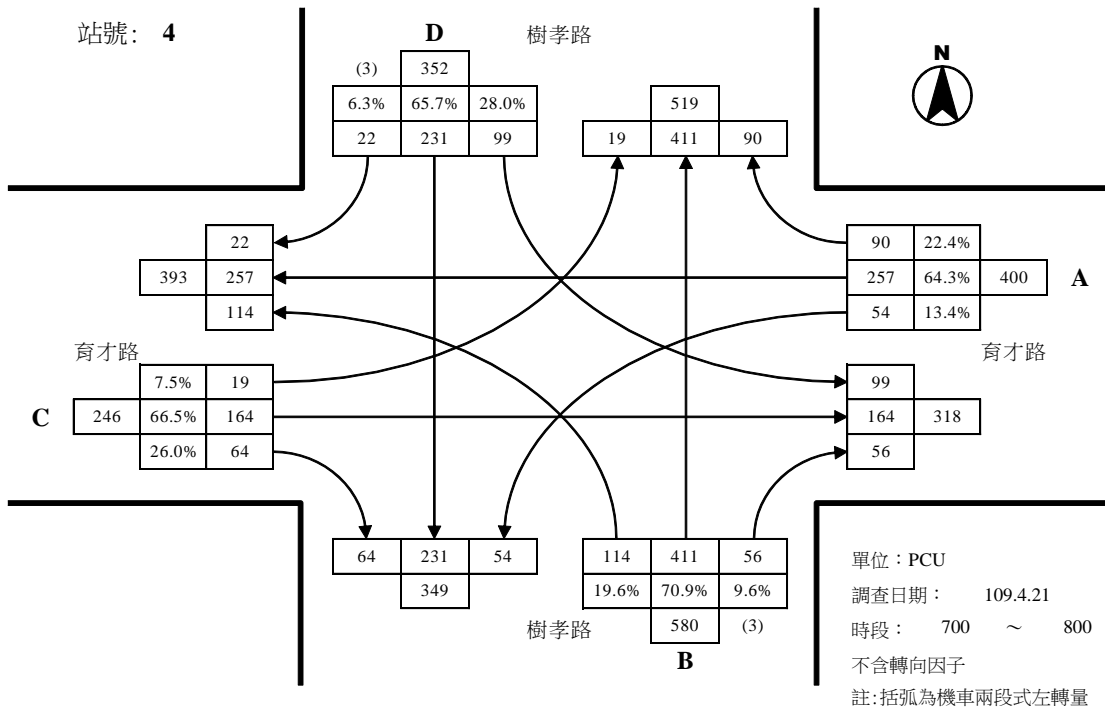 站號: 4
D
樹孝路
N
(3) 352
6.3% 65.7% 28.0%
22 231 99
519
19 411 90
22
393 257
114
90 22.4%
257 64.3% 400
54 13.4%
A
育才路
育才路
7.5% 19
C 246 66.5% 164
26.0% 64
99
164 318
56
64 231 54
349
114 411 56
19.6% 70.9% 9.6%
580 (3)
樹孝路
B
單位：PCU
調查日期： 109.4.21
時段： 700 ～ 800
不含轉向因子
註:括弧為機車兩段式左轉量